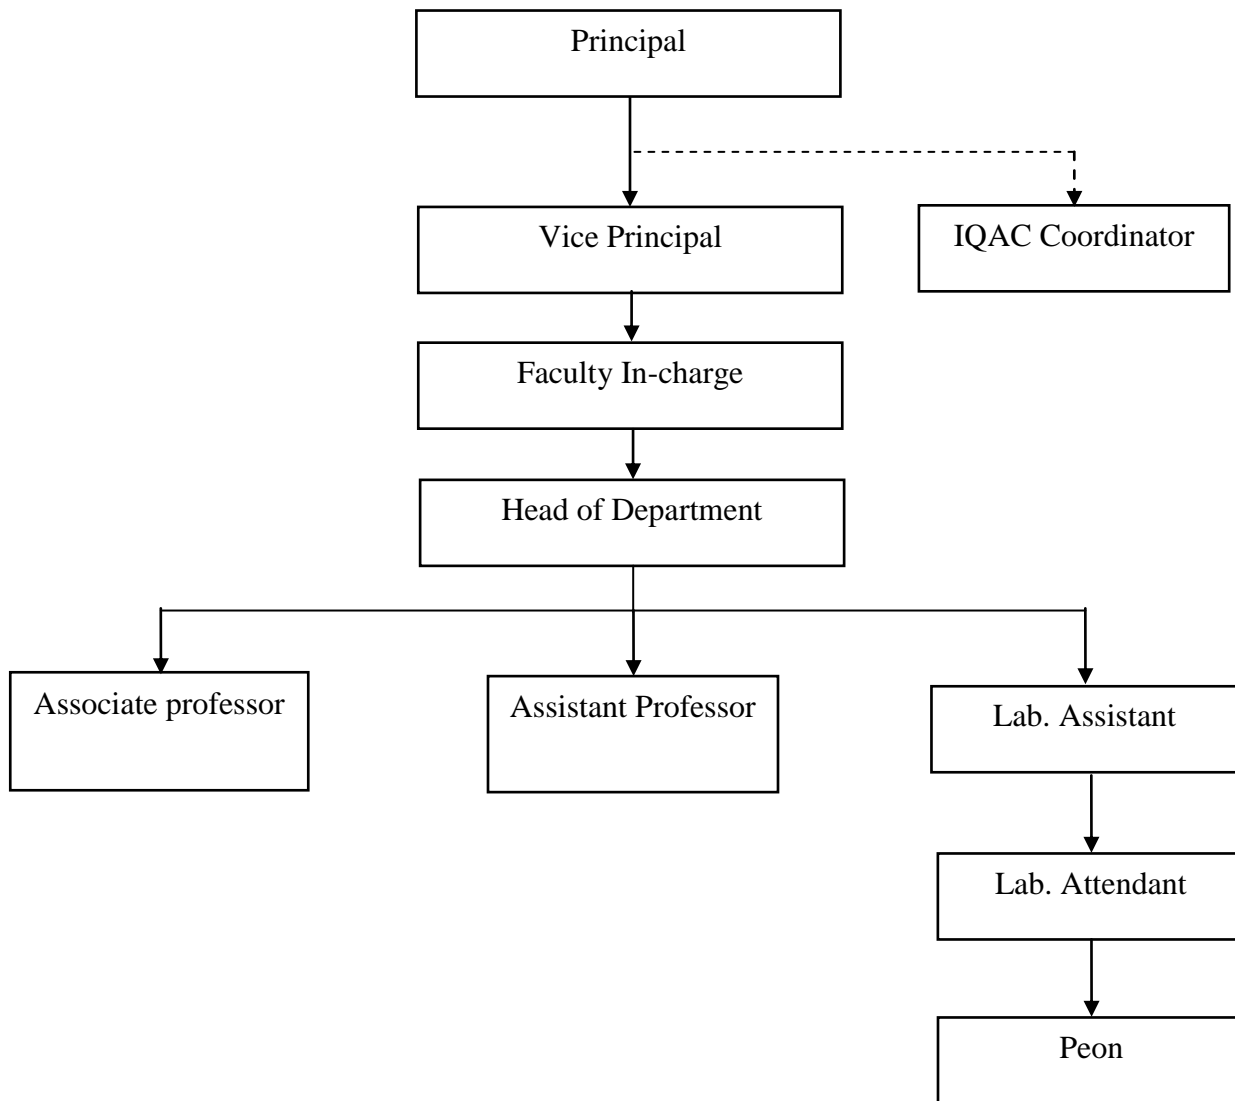 Principal
Vice Principal
IQAC Coordinator
Faculty In-charge
Head of Department
Associate professor
Assistant Professor
Lab. Assistant
Lab. Attendant
Peon